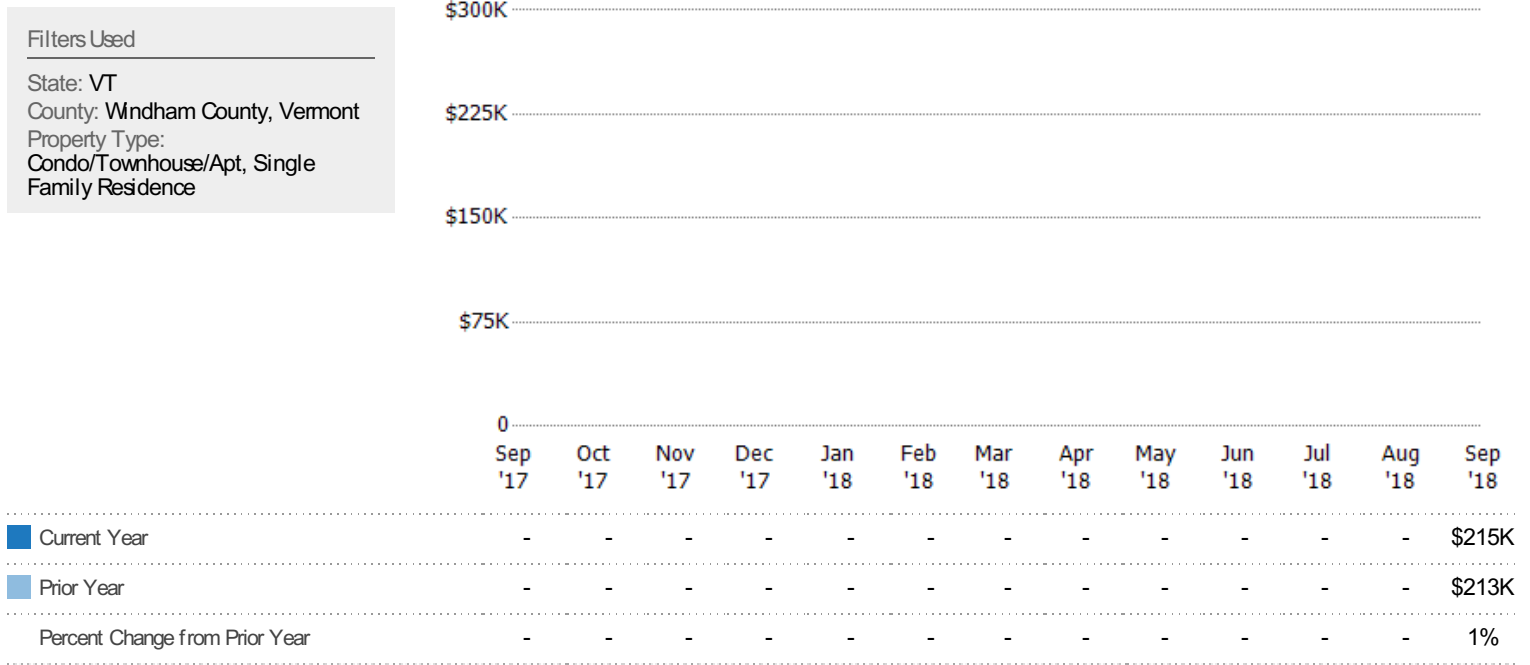 Filters Used
State: VT
County: Windham County, Vermont
Property Type:
Condo/Townhouse/Apt, Single
Family Residence
$300K
$225K
$150K
$75K
0
Sep Oct Nov Dec Jan Feb Mar Apr May Jun Jul Aug Sep
'17 '17 '17 '17 '18 '18 '18 '18 '18 '18 '18 '18 '18
Current Year - - - - - - - - - - - - $215K
Prior Year - - - - - - - - - - - - $213K
Percent Change from Prior Year - - - - - - - - - - - - 1%